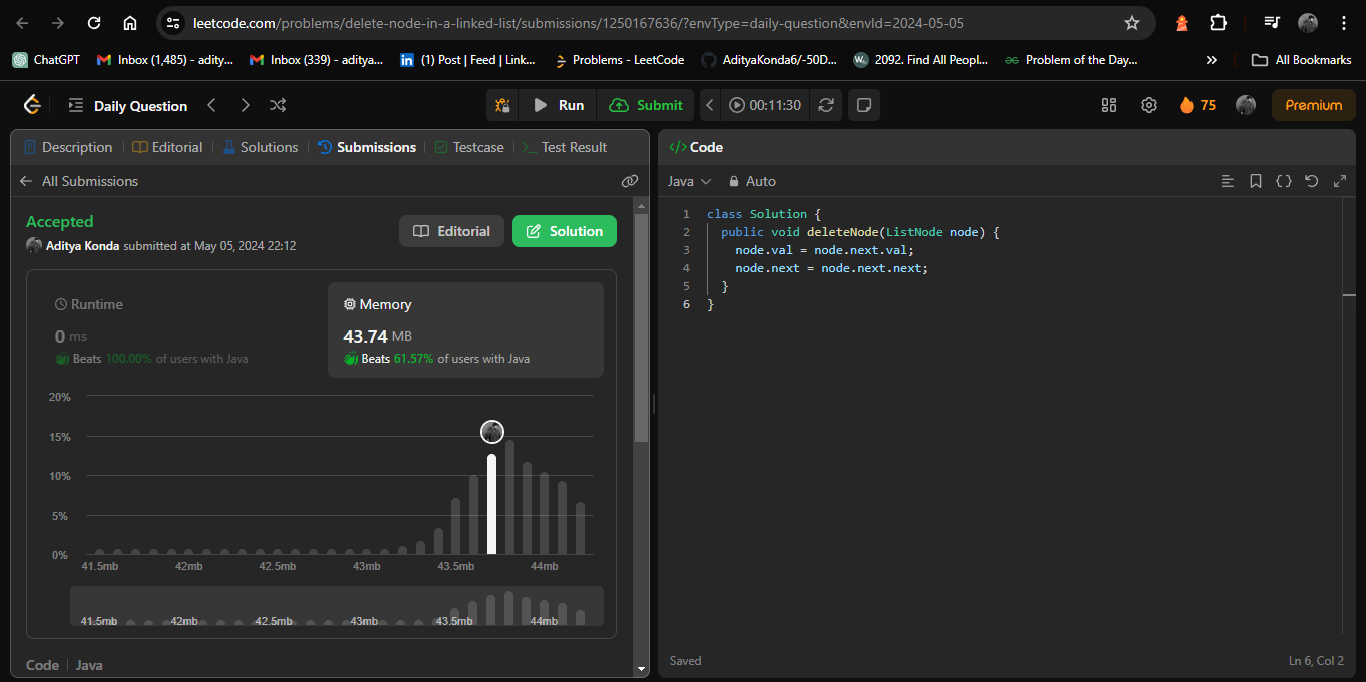 leetcode.com/problems/delete-node-in-a-linked-list/submissions/1250167636/?envType=daily-question&envId=2024-05-05
ChatGPT
Inbox (1,485) - adity...
Inbox (339) - aditya...
(1) Post | Feed | Link...
Problems - LeetCode
AdityaKonda6/-50D...
2092. Find All Peopl...
Problem of the Day...
»
All Bookmarks
Daily Question
Run
Submit
00:11:30
75
Premium
Description
Editorial
Solutions
Submissions
Testcase
Test Result
All Submissions
Accepted
Aditya Konda submitted at May 05, 2024 22:12
Editorial
Solution
Runtime
0 ms
Beats 100.00% of users with Java
Memory
43.74 MB
Beats 61.57% of users with Java
20%
15%
10%
5%
0%
41.5mb
42mb
42.5mb
43mb
43.5mb
44mb
41.5mb
42mb
42.5mb
43mb
43.5mb
44mb
Code | Java
</> Code
Java
Auto
1 class Solution {
2 public void deleteNode(ListNode node) {
3 node.val = node.next.val;
4 node.next = node.next.next;
5 }
6 }
Saved
Ln 6, Col 2